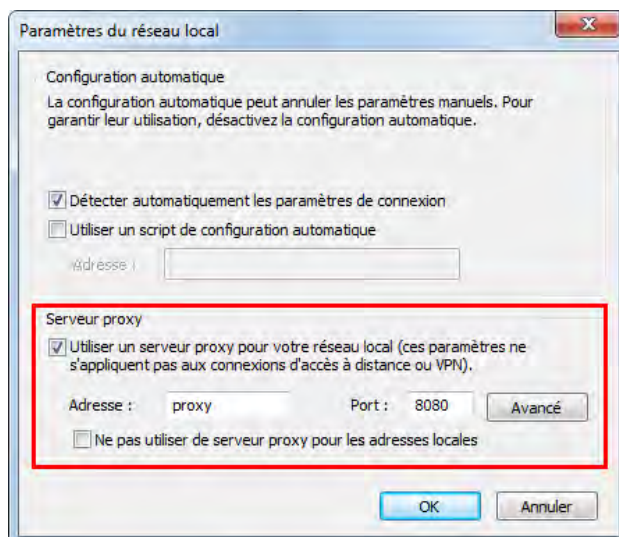 Paramètres du réseau local
Configuration automatique
La configuration automatique peut annuler les paramètres manuels. Pour
garantir leur utilisation, désactivez la configuration automatique.
Détecter automatiquement les paramètres de connexion
Utiliser un script de configuration automatique
Adresse :
Serveur proxy
Utiliser un serveur proxy pour votre réseau local (ces paramètres ne
s'appliquent pas aux connexions d'accès à distance ou VPN).
Adresse : proxy Port : 8080 Avancé
Ne pas utiliser de serveur proxy pour les adresses locales
OK Annuler